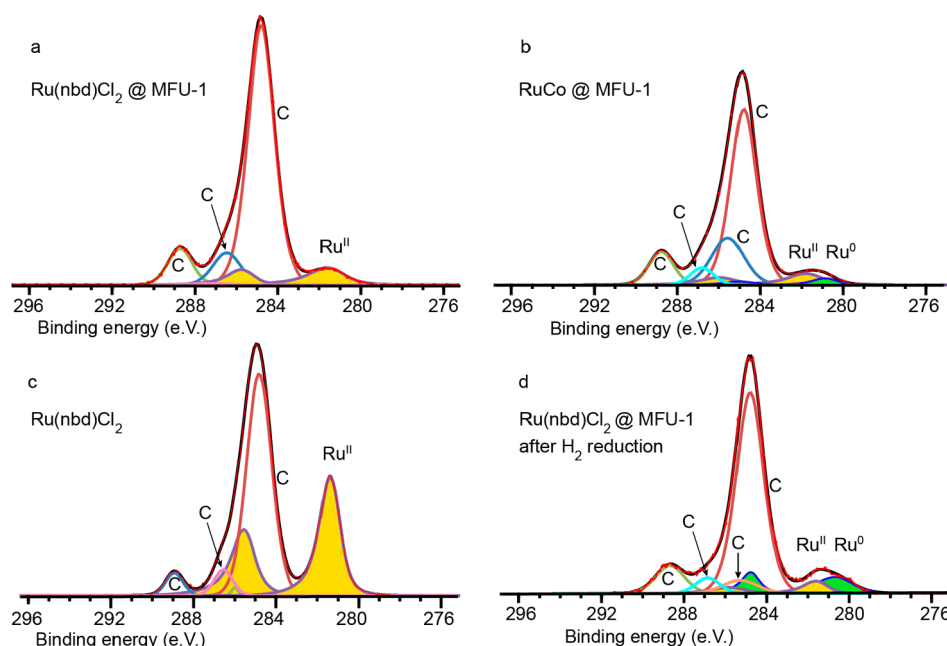 a
Ru(nbd)Cl₂ @ MFU-1
C
C
C
Ruᴵᴵ
296 292 288 284 280 276
Binding energy (e.V.)
b
RuCo @ MFU-1
C
C
C
C
Ruᴵᴵ Ru⁰
296 292 288 284 280
Binding energy (e.V.)
c
Ru(nbd)Cl₂
C
C
C
Ruᴵᴵ
296 292 288 284 280 276
Binding energy (e.V.)
d
Ru(nbd)Cl₂ @ MFU-1
after H₂ reduction
C
C
C
C
Ruᴵᴵ Ru⁰
296 292 288 284 280
Binding energy (e.V.)